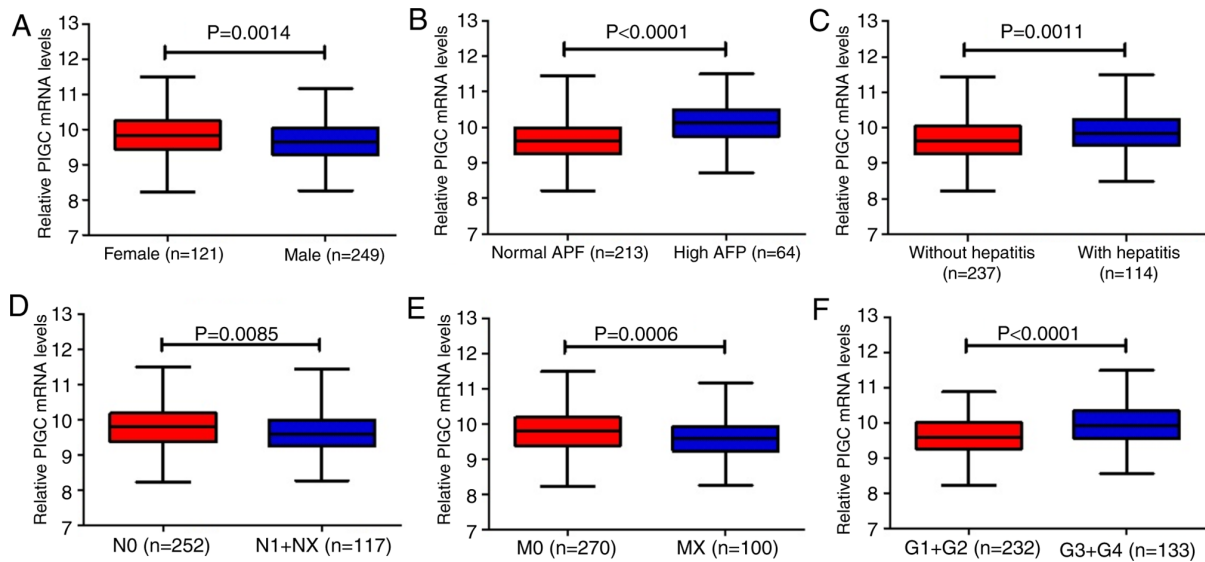 A
Relative PIGC mRNA levels
13
12
11
10
9
8
7
P=0.0014
Female (n=121)
Male (n=249)
B
Relative PIGC mRNA levels
13
12
11
10
9
8
7
P<0.0001
Normal APF (n=213)
High AFP (n=64)
C
Relative PIGC mRNA levels
13
12
11
10
9
8
7
P=0.0011
Without hepatitis
(n=237)
With hepatitis
(n=114)
D
Relative PIGC mRNA levels
13
12
11
10
9
8
7
P=0.0085
N0 (n=252)
N1+NX (n=117)
E
Relative PIGC mRNA levels
13
12
11
10
9
8
7
P=0.0006
M0 (n=270)
MX (n=100)
F
Relative PIGC mRNA levels
13
12
11
10
9
8
7
P<0.0001
G1+G2 (n=232)
G3+G4 (n=133)